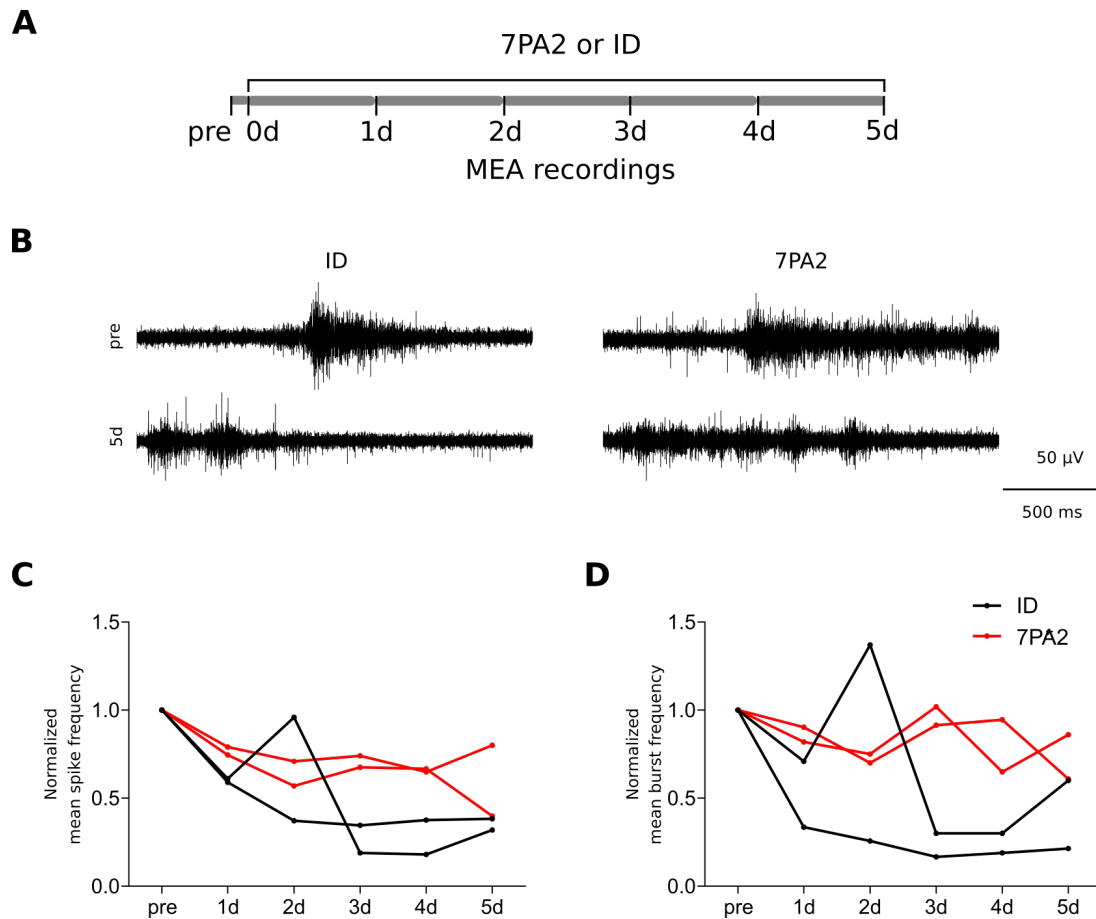 A
7PA2 or ID
pre 0d 1d 2d 3d 4d 5d
MEA recordings
B
ID 7PA2
pre
5d
50 µV
500 ms
C
Normalized
mean spike frequency
1.5
1.0
0.5
0.0
pre 1d 2d 3d 4d 5d
D
ID
7PA2
Normalized
mean burst frequency
1.5
1.0
0.5
0.0
pre 1d 2d 3d 4d 5d